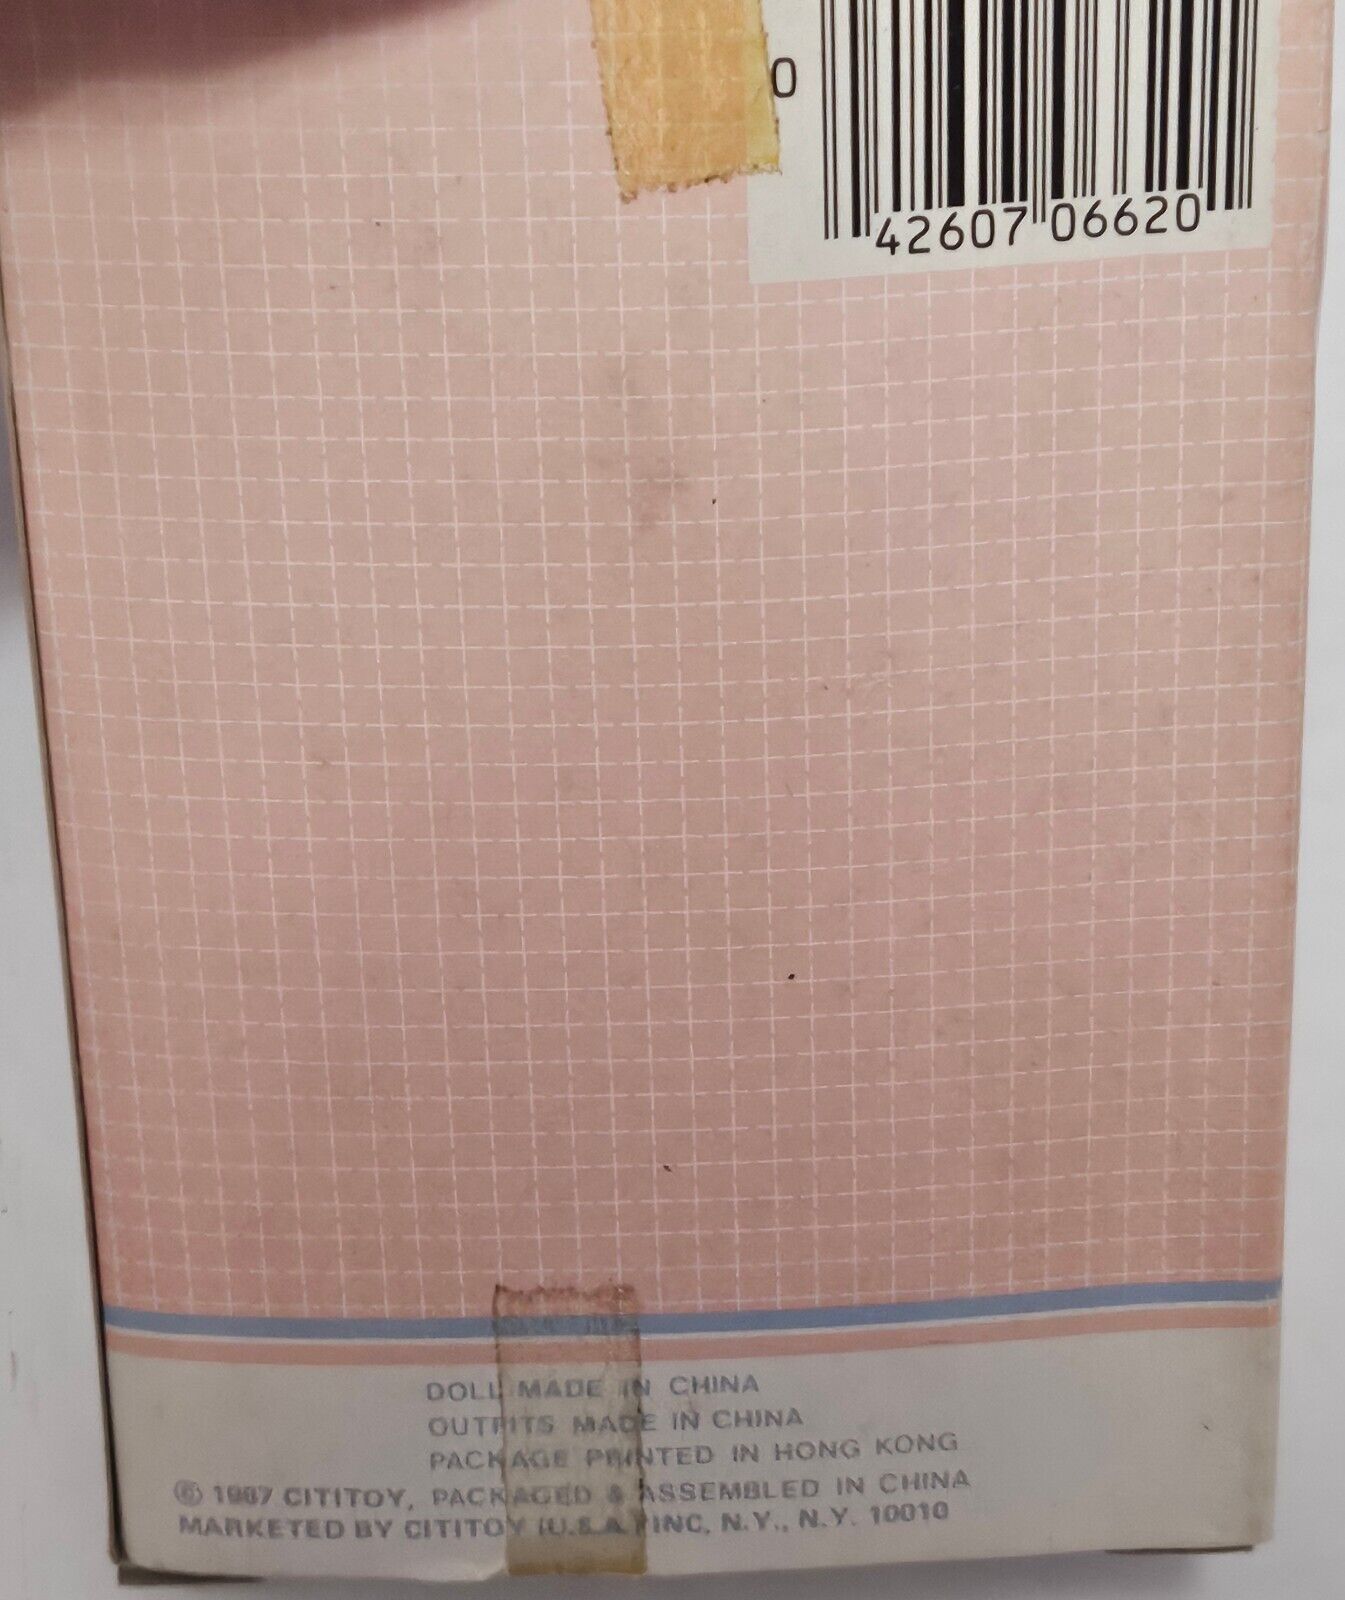 0
42607 06620
DOLL MADE IN CHINA
OUTFITS MADE IN CHINA
PACKAGE PRINTED IN HONG KONG
© 1987 CITITOY, PACKAGED & ASSEMBLED IN CHINA
MARKETED BY CITITOY (U.S.A.) INC, N.Y., N.Y. 10010